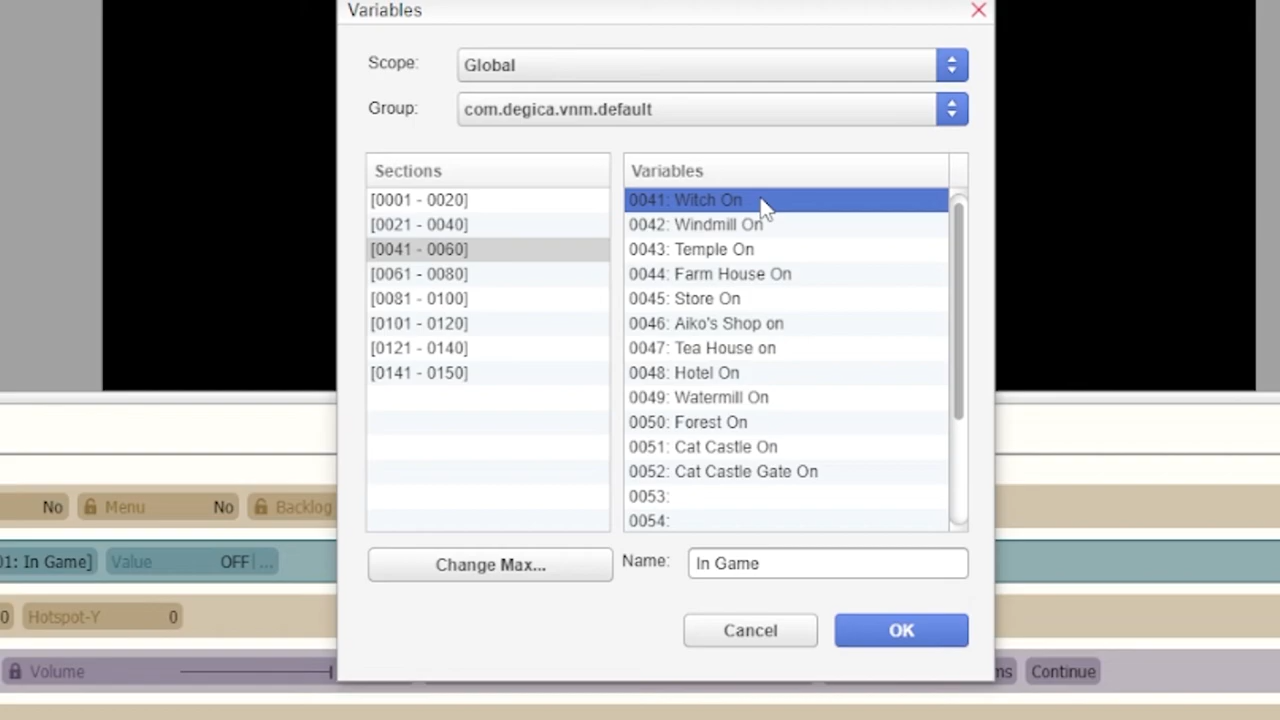 Variables
Scope: Global
Group: com.degica.vnm.default
Sections
[0001 - 0020]
[0021 - 0040]
[0041 - 0060]
[0061 - 0080]
[0081 - 0100]
[0101 - 0120]
[0121 - 0140]
[0141 - 0150]
Variables
0041: Witch On
0042: Windmill On
0043: Temple On
0044: Farm House On
0045: Store On
0046: Aiko's Shop on
0047: Tea House on
0048: Hotel On
0049: Watermill On
0050: Forest On
0051: Cat Castle On
0052: Cat Castle Gate On
0053:
0054:
Change Max... Name: In Game
Cancel OK
No Menu No Backlog
01: In Game] Value OFF ...
0 Hotspot-Y 0
Volume ms Continue